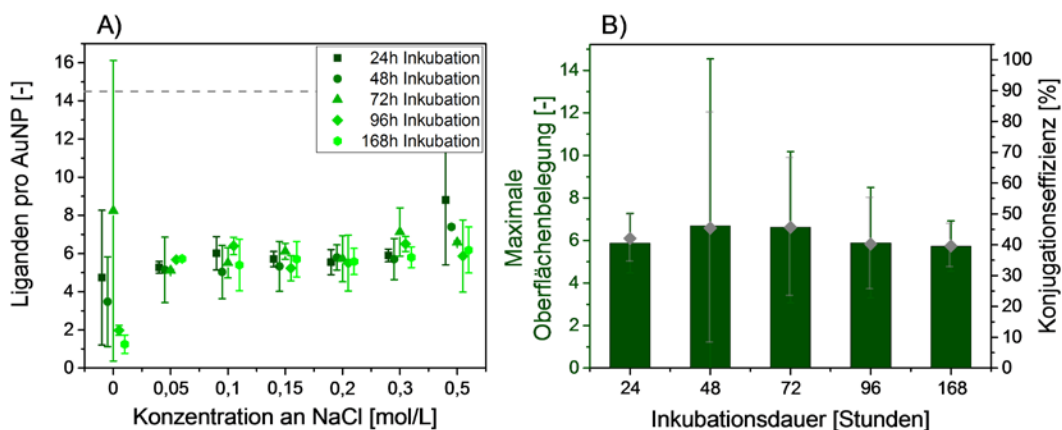 A)
Liganden pro AuNP [-]
16
14
12
10
8
6
4
2
0
24h Inkubation
48h Inkubation
72h Inkubation
96h Inkubation
168h Inkubation
0 0,05 0,1 0,15 0,2 0,3 0,5
Konzentration an NaCl [mol/L]
B)
Maximale
Oberflächenbelegung [-]
14
12
10
8
6
4
2
0
100
90
80
70
60
50
40
30
20
10
0
Konjugationseffizienz [%]
24 48 72 96 168
Inkubationsdauer [Stunden]